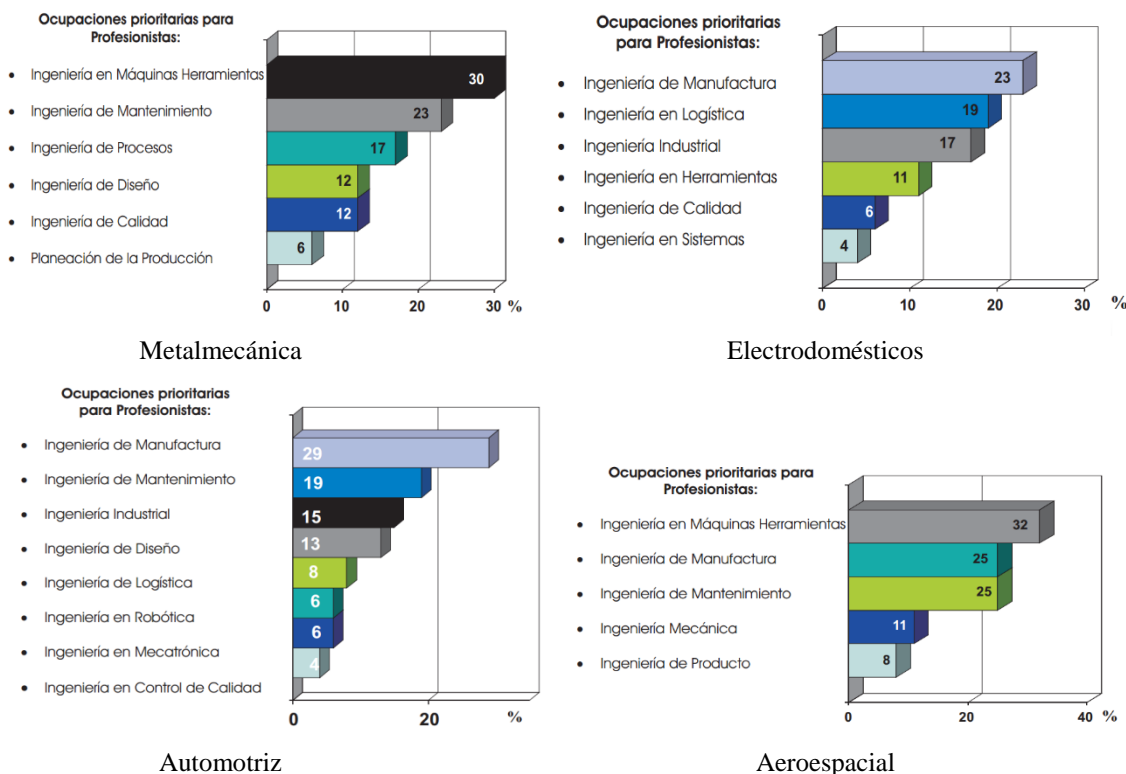 Ocupaciones prioritarias para
Profesionistas:
• Ingeniería en Máquinas Herramientas
• Ingeniería de Mantenimiento
• Ingeniería de Procesos
• Ingeniería de Diseño
• Ingeniería de Calidad
• Planeación de la Producción
30
23
17
12
12
6
0 10 20 30 %
Metalmecánica
Ocupaciones prioritarias
para Profesionistas:
• Ingeniería de Manufactura
• Ingeniería en Logística
• Ingeniería Industrial
• Ingeniería en Herramientas
• Ingeniería de Calidad
• Ingeniería en Sistemas
23
19
17
11
6
4
0 10 20 30 %
Electrodomésticos
Ocupaciones prioritarias
para Profesionistas:
• Ingeniería de Manufactura
• Ingeniería de Mantenimiento
• Ingeniería Industrial
• Ingeniería de Diseño
• Ingeniería de Logística
• Ingeniería en Robótica
• Ingeniería en Mecatrónica
• Ingeniería en Control de Calidad
29
19
15
13
8
6
6
4
0 20 %
Automotriz
Ocupaciones prioritarias para
Profesionistas:
• Ingeniería en Máquinas Herramientas
• Ingeniería de Manufactura
• Ingeniería de Mantenimiento
• Ingeniería Mecánica
• Ingeniería de Producto
32
25
25
11
8
0 20 40 %
Aeroespacial